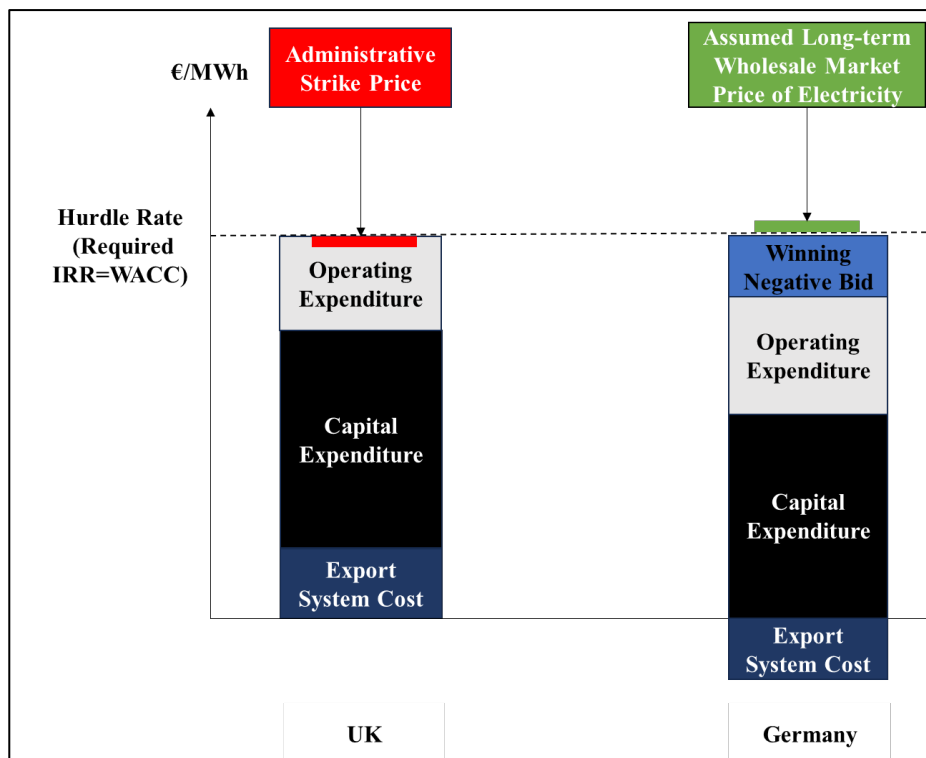 Administrative
Strike Price
Assumed Long-term
Wholesale Market
Price of Electricity
€/MWh
Hurdle Rate
(Required
IRR=WACC)
Operating
Expenditure
Capital
Expenditure
Export
System Cost
UK
Winning
Negative Bid
Operating
Expenditure
Capital
Expenditure
Export
System Cost
Germany